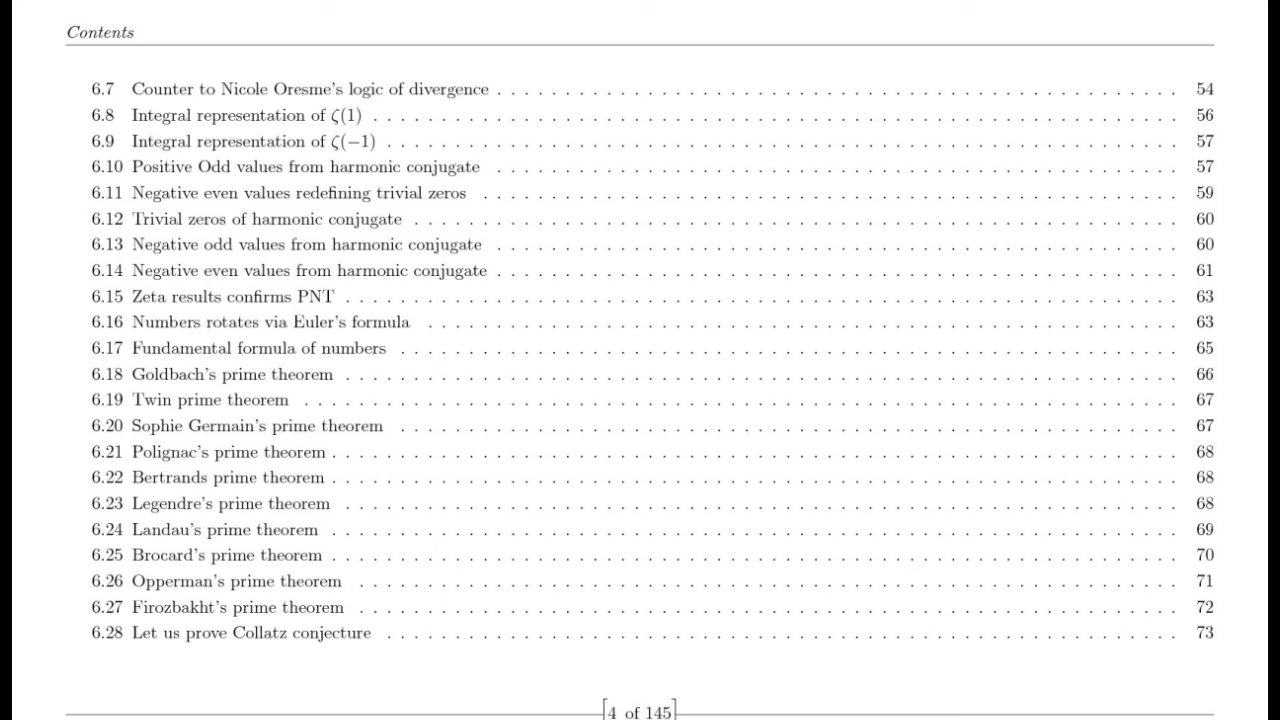 Contents
6.7 Counter to Nicole Oresme's logic of divergence . . . . . . . . . . 54
6.8 Integral representation of ζ(1) . . . . . . . . . . 56
6.9 Integral representation of ζ(−1) . . . . . . . . . . 57
6.10 Positive Odd values from harmonic conjugate . . . . . . . . . . 57
6.11 Negative even values redefining trivial zeros . . . . . . . . . . 59
6.12 Trivial zeros of harmonic conjugate . . . . . . . . . . 60
6.13 Negative odd values from harmonic conjugate . . . . . . . . . . 60
6.14 Negative even values from harmonic conjugate . . . . . . . . . . 61
6.15 Zeta results confirms PNT . . . . . . . . . . 63
6.16 Numbers rotates via Euler's formula . . . . . . . . . . 63
6.17 Fundamental formula of numbers . . . . . . . . . . 65
6.18 Goldbach's prime theorem . . . . . . . . . . 66
6.19 Twin prime theorem . . . . . . . . . . 67
6.20 Sophie Germain's prime theorem . . . . . . . . . . 67
6.21 Polignac's prime theorem . . . . . . . . . . 68
6.22 Bertrands prime theorem . . . . . . . . . . 68
6.23 Legendre's prime theorem . . . . . . . . . . 68
6.24 Landau's prime theorem . . . . . . . . . . 69
6.25 Brocard's prime theorem . . . . . . . . . . 70
6.26 Opperman's prime theorem . . . . . . . . . . 71
6.27 Firozbakht's prime theorem . . . . . . . . . . 72
6.28 Let us prove Collatz conjecture . . . . . . . . . . 73
[4 of 145]